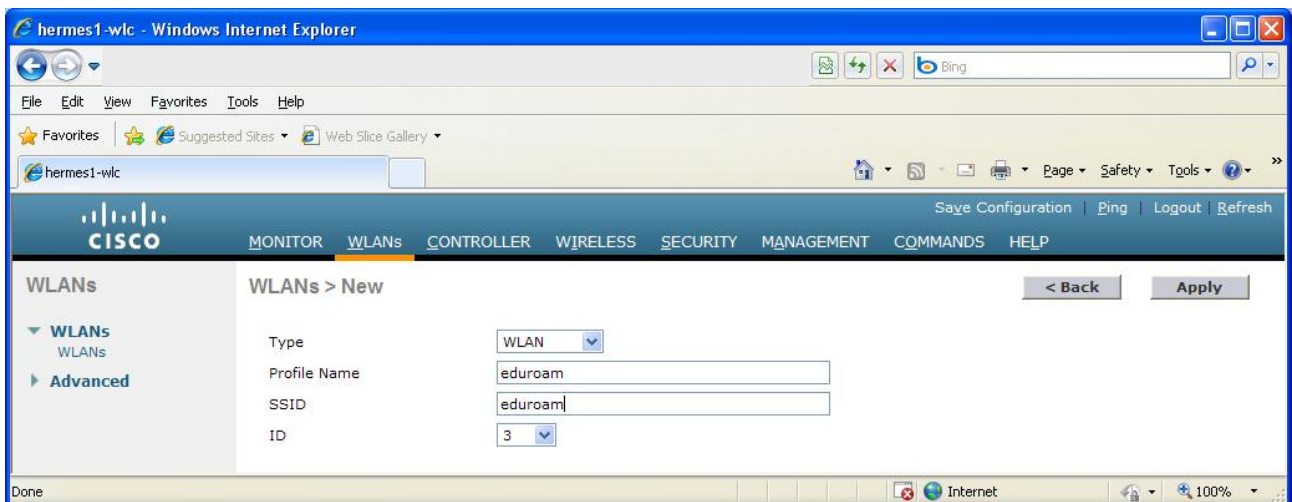 hermes1-wlc - Windows Internet Explorer
Bing
File Edit View Favorites Tools Help
Favorites Suggested Sites Web Slice Gallery
hermes1-wlc Page Safety Tools »
Save Configuration | Ping | Logout | Refresh
CISCO MONITOR WLANs CONTROLLER WIRELESS SECURITY MANAGEMENT COMMANDS HELP
WLANs WLANs > New < Back Apply
WLANs
WLANs
Advanced
Type WLAN
Profile Name eduroam
SSID eduroam
ID 3
Done Internet 100%